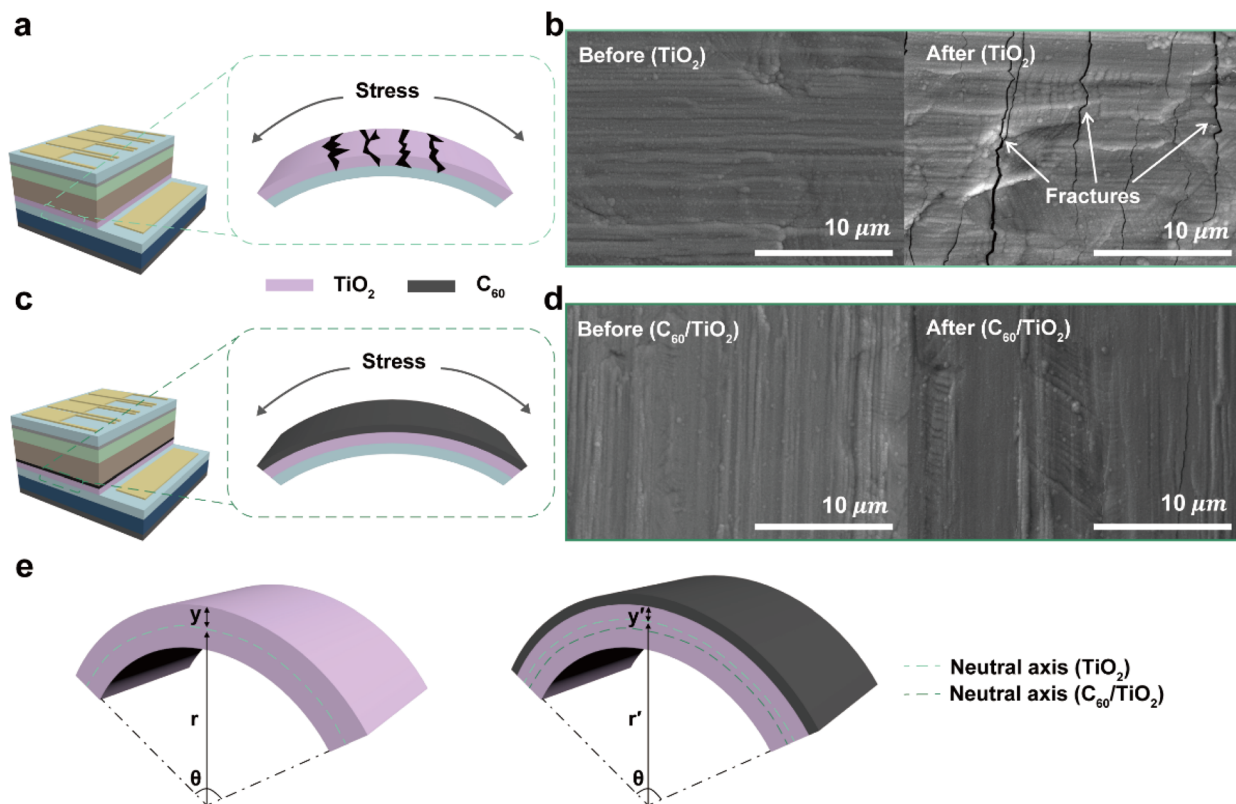 a
Stress
b
Before (TiO₂)
After (TiO₂)
Fractures
10 μm
10 μm
TiO₂
C₆₀
c
Stress
d
Before (C₆₀/TiO₂)
After (C₆₀/TiO₂)
10 μm
10 μm
e
y
r
θ
y′
r′
θ
Neutral axis (TiO₂)
Neutral axis (C₆₀/TiO₂)